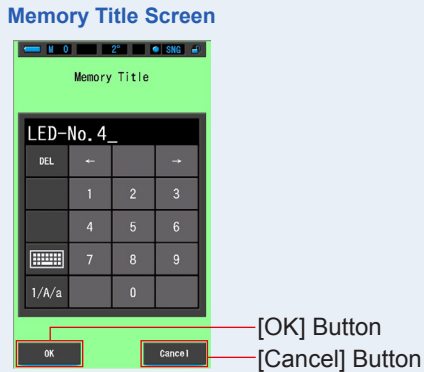 Memory Title Screen
M 0 2° SNG
Memory Title
LED-No.4_
DEL ← →
1 2 3
4 5 6
7 8 9
1/A/a 0
[OK] Button
OK Cancel
[Cancel] Button